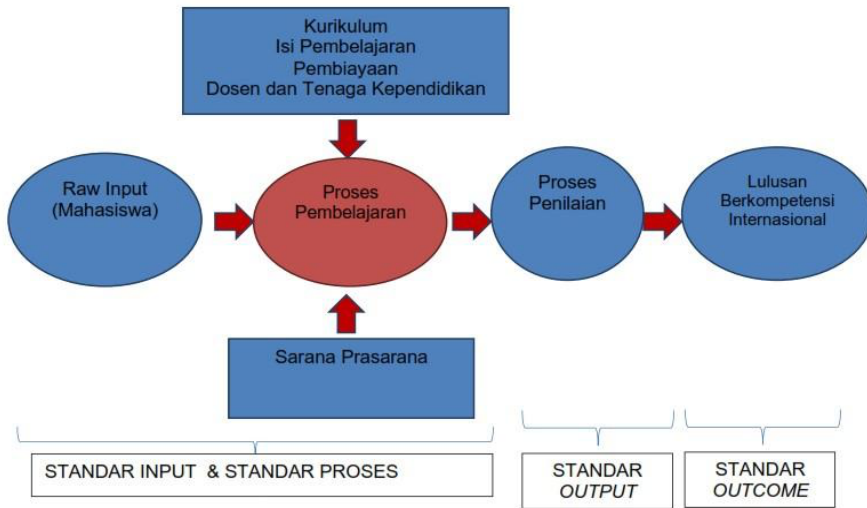 Kurikulum
Isi Pembelajaran
Pembiayaan
Dosen dan Tenaga Kependidikan
Raw Input
(Mahasiswa)
Proses
Pembelajaran
Proses
Penilaian
Lulusan
Berkompetensi
Internasional
Sarana Prasarana
STANDAR INPUT & STANDAR PROSES
STANDAR
OUTPUT
STANDAR
OUTCOME